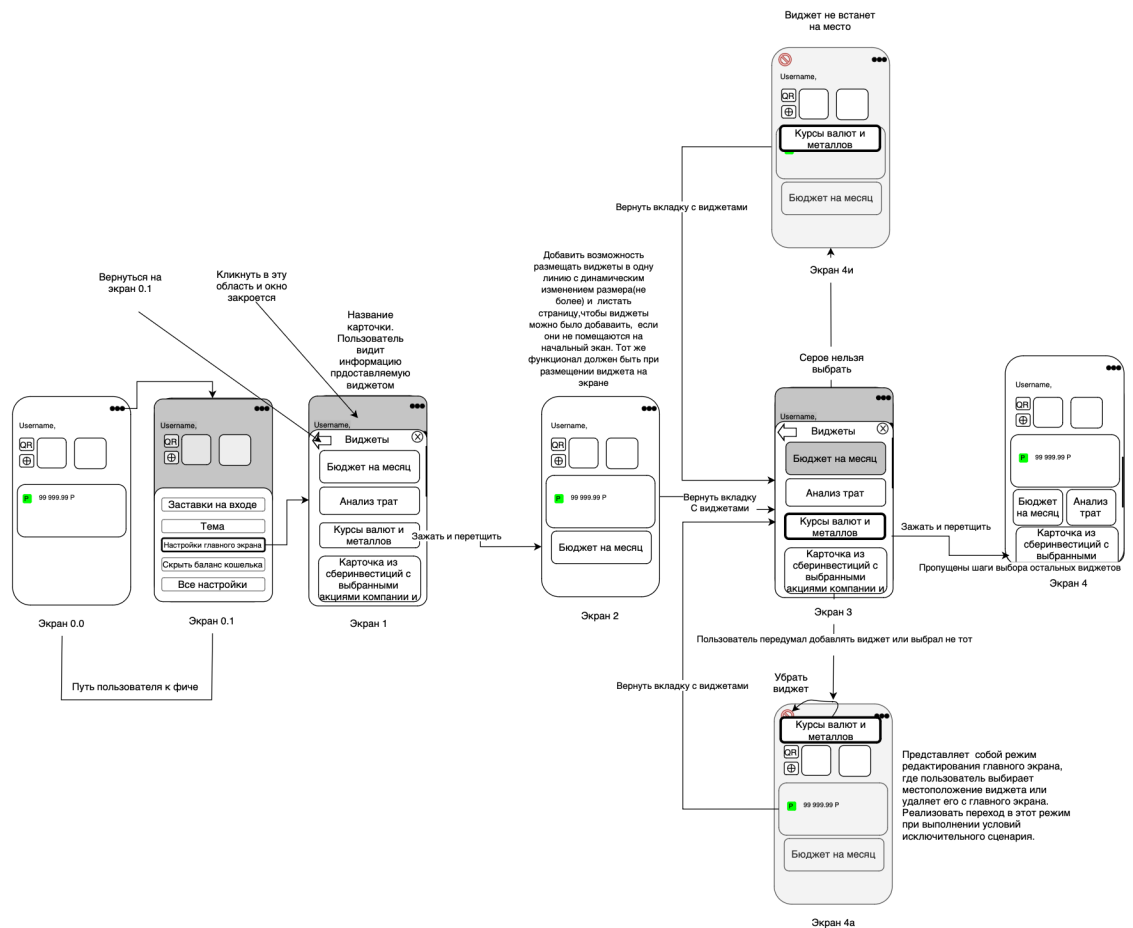 Виджет не встанет
на место
Username,
QR
Курсы валют и
металлов
Бюджет на месяц
Экран 4и
Вернуть вкладку с виджетами
Вернуться на
экран 0.1
Кликнуть в эту
область и окно
закроется
Название
карточки.
Пользователь
видит
информацию
прдоставляемую
виджетом
Добавить возможность
размещать виджеты в одну
линию с динамическим
изменением размера(не
более) и листать
страницу,чтобы виджеты
можно было добаваить, если
они не помещаются на
начальный экан. Тот же
функционал должен быть при
размещении виджета на
экране
Серое нельзя
выбрать
Username,
QR
Р 99 999.99 Р
Экран 0.0
Username,
QR
Заставки на входе
Тема
Настройки главного экрана
Скрыть баланс кошелька
Все настройки
Экран 0.1
Путь пользователя к фиче
Username,
Виджеты
Бюджет на месяц
Анализ трат
Курсы валют и
металлов
Карточка из
сберинвестиций с
выбранными
акциями компании и
Экран 1
Зажать и перетщить
Username,
QR
Р 99 999.99 Р
Бюджет на месяц
Экран 2
Вернуть вкладку
С виджетами
Username,
Виджеты
Бюджет на месяц
Анализ трат
Курсы валют и
металлов
Карточка из
сберинвестиций с
выбранными
акциями компании и
Экран 3
Зажать и перетщить
Пропущены шаги выбора остальных виджетов
Username,
QR
Р 99 999.99 Р
Бюджет
на месяц
Анализ
трат
Карточка из
сберинвестиций с
выбранными
Экран 4
Пользователь передумал добавлять виджет или выбрал не тот
Вернуть вкладку с виджетами
Убрать
виджет
Курсы валют и
металлов
QR
Р 99 999.99 Р
Бюджет на месяц
Экран 4а
Представляет собой режим
редактирования главного экрана,
где пользователь выбирает
местоположение виджета или
удаляет его с главного экрана.
Реализовать переход в этот режим
при выполнении условий
исключительного сценария.